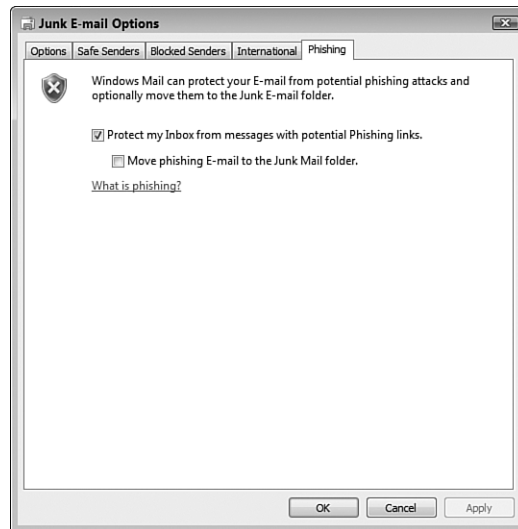 Junk E-mail Options
Options Safe Senders Blocked Senders International Phishing
Windows Mail can protect your E-mail from potential phishing attacks and
optionally move them to the Junk E-mail folder.
Protect my Inbox from messages with potential Phishing links.
Move phishing E-mail to the Junk Mail folder.
What is phishing?
OK Cancel Apply